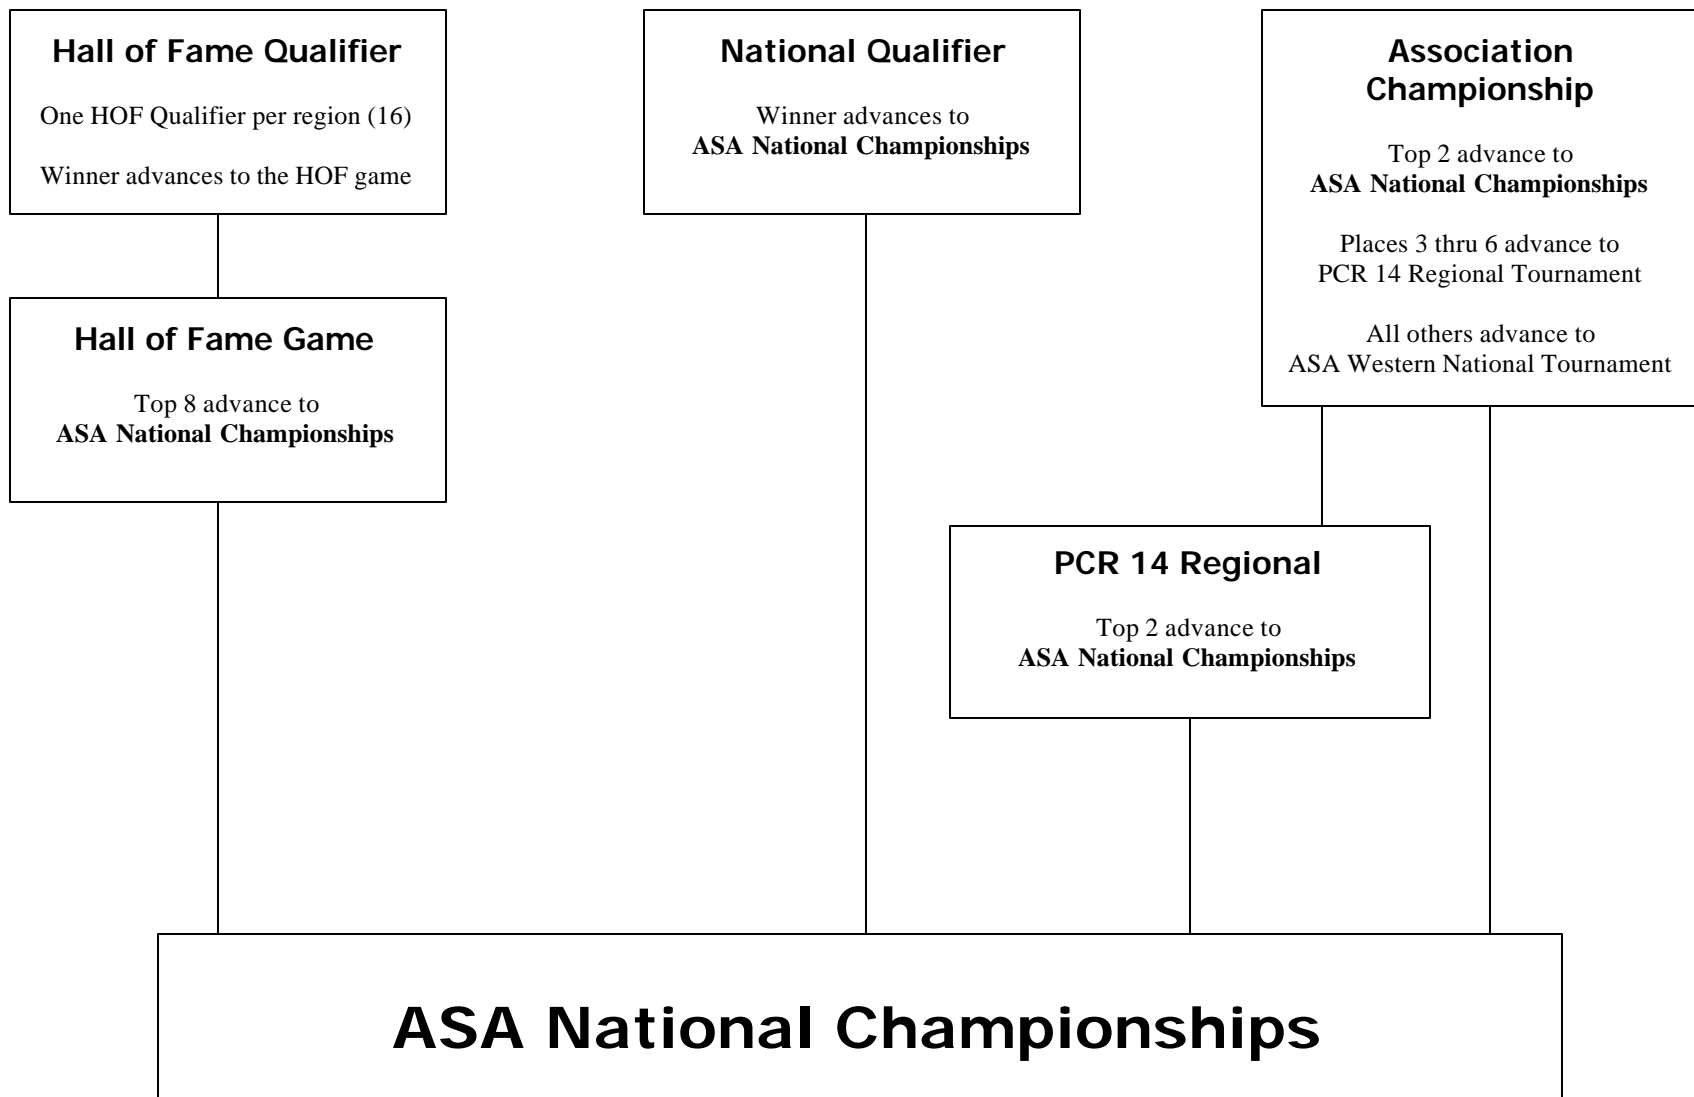 Hall of Fame Qualifier
One HOF Qualifier per region (16)
Winner advances to the HOF game
National Qualifier
Winner advances to
ASA National Championships
Association
Championship
Top 2 advance to
ASA National Championships
Places 3 thru 6 advance to
PCR 14 Regional Tournament
All others advance to
ASA Western National Tournament
Hall of Fame Game
Top 8 advance to
ASA National Championships
PCR 14 Regional
Top 2 advance to
ASA National Championships
ASA National Championships